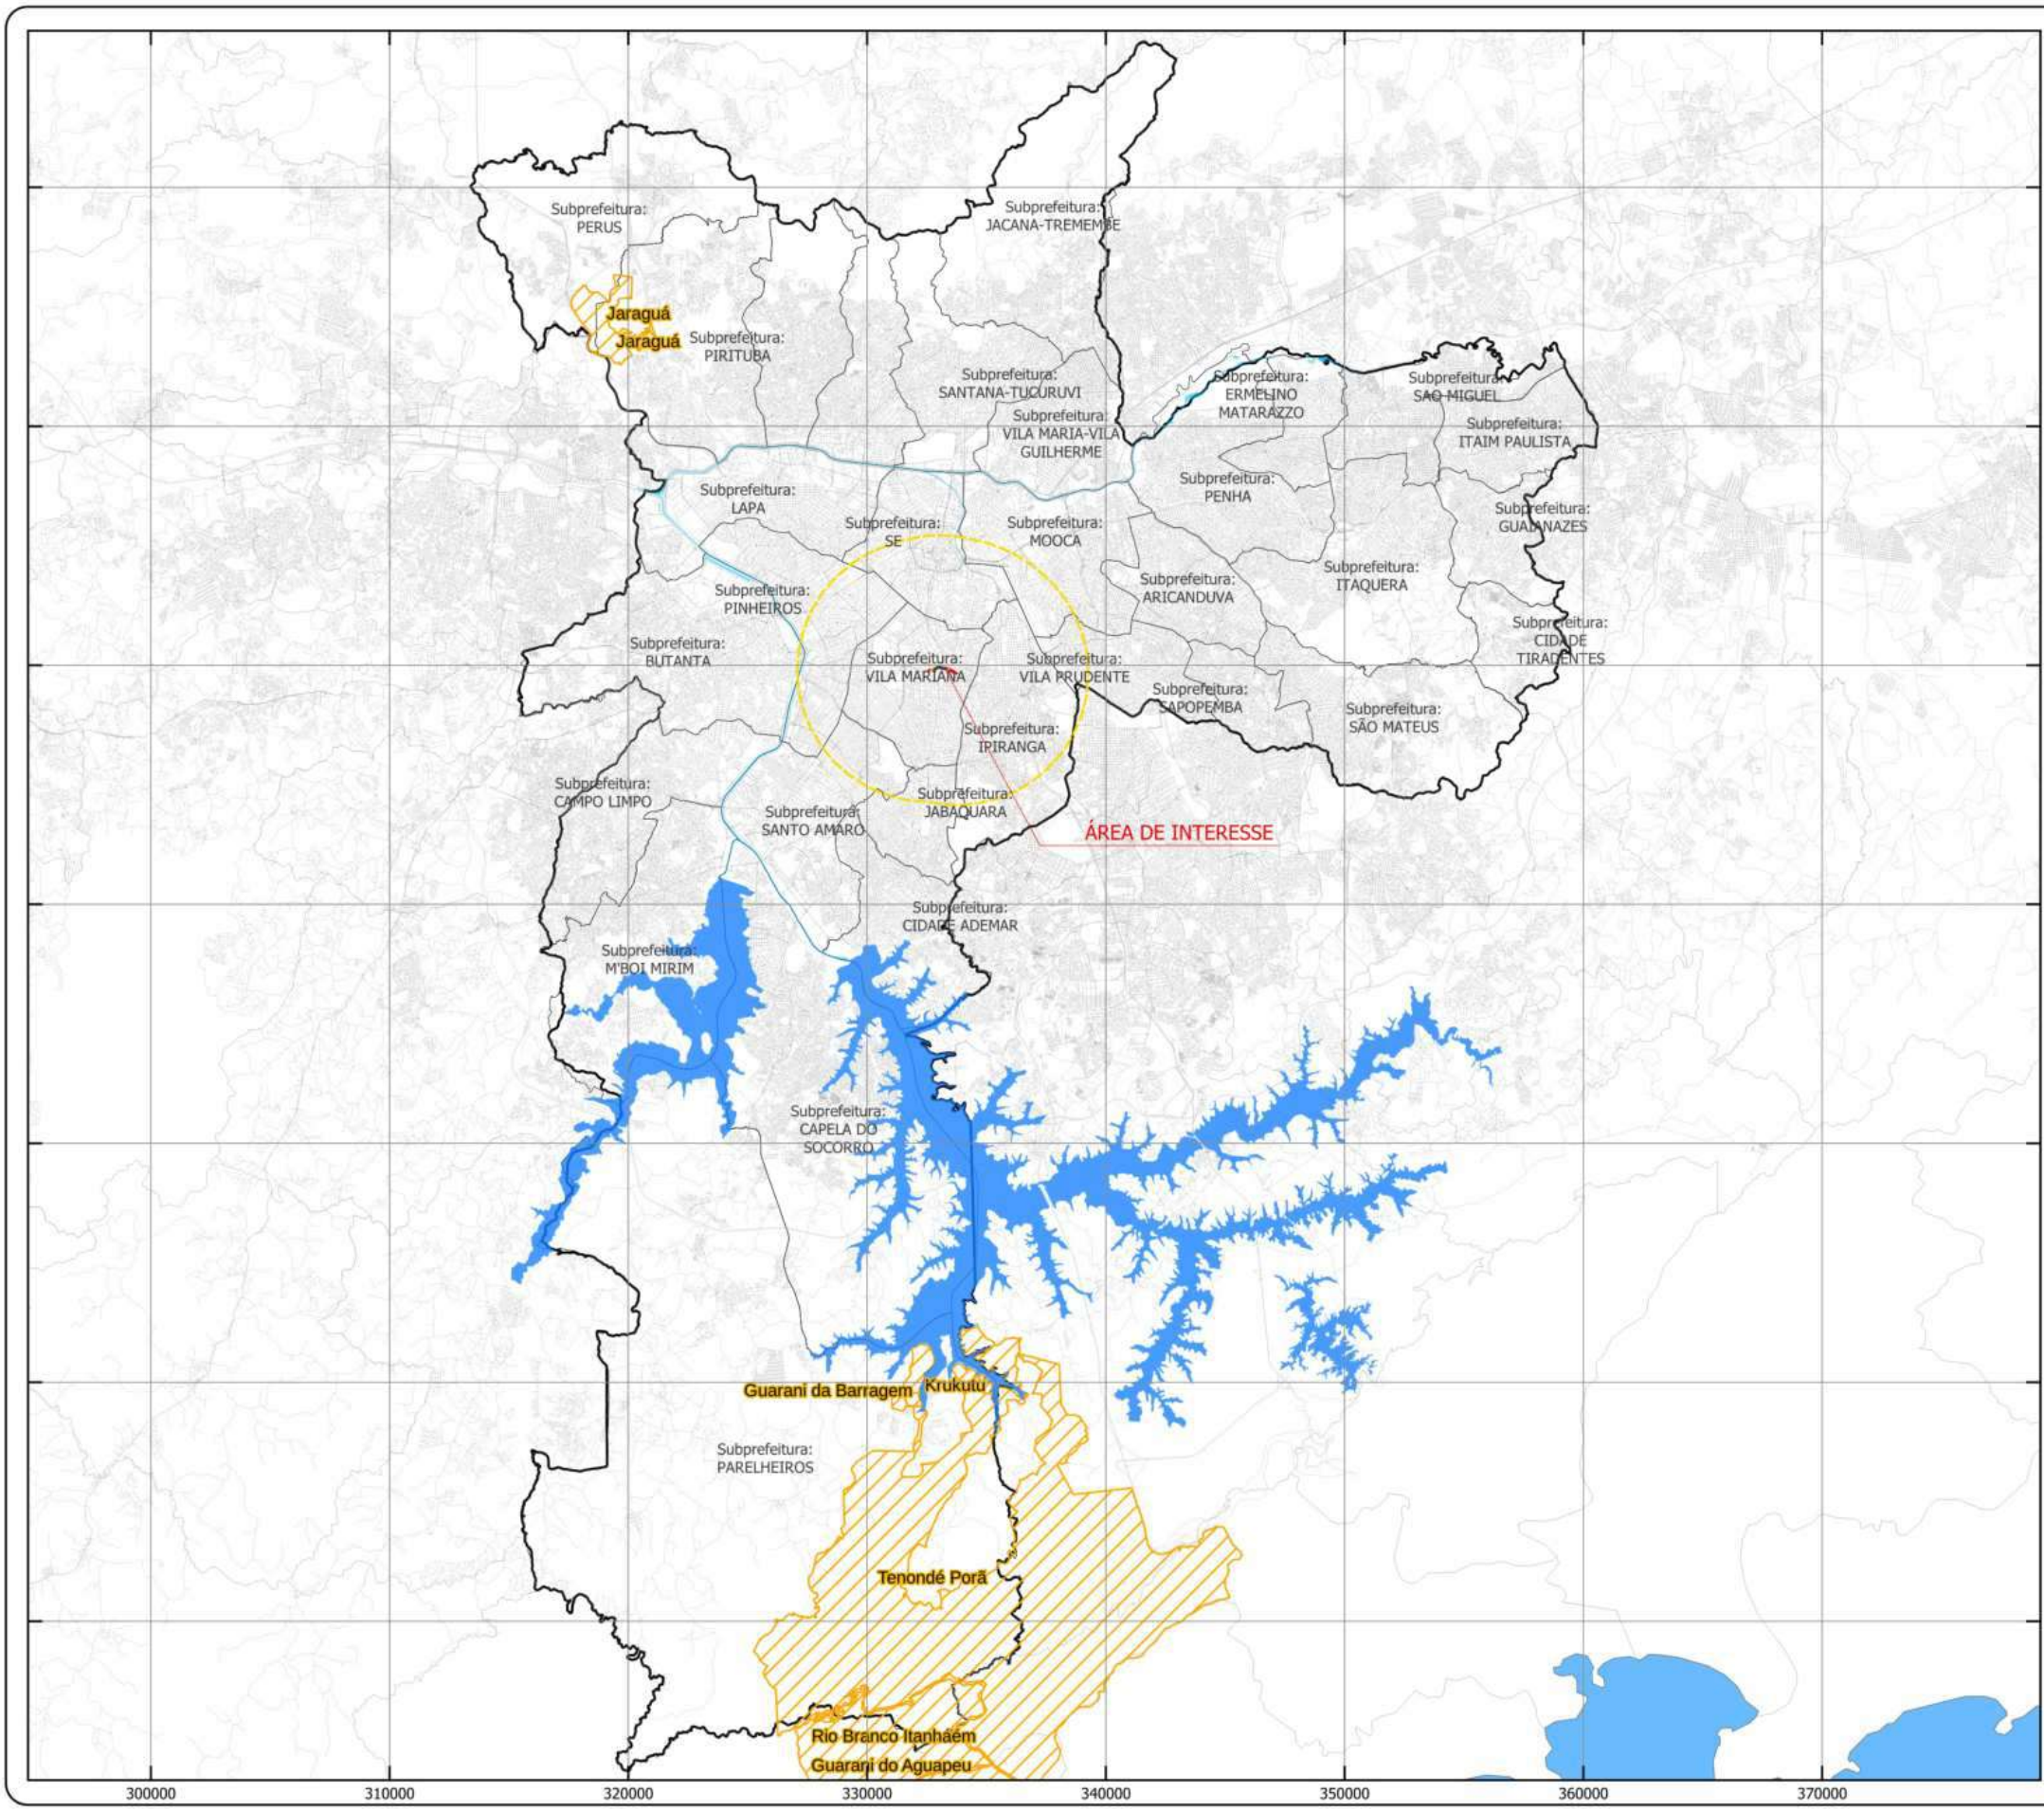 Subprefeitura:
PERUS
Subprefeitura:
JACANA-TREMEMBE
Jaraguá
Jaraguá
Subprefeitura:
PIRITUBA
Subprefeitura:
SANTANA-TUCURUVI
Subprefeitura:
ERMELINO
MATARAZZO
Subprefeitura:
SAO MIGUEL
Subprefeitura:
VILA MARIA-VILA
GUILHERME
Subprefeitura:
ITAIM PAULISTA
Subprefeitura:
LAPA
Subprefeitura:
PENHA
Subprefeitura:
SE
Subprefeitura:
MOOCA
Subprefeitura:
GUAIANAZES
Subprefeitura:
PINHEIROS
Subprefeitura:
ARICANDUVA
Subprefeitura:
ITAQUERA
Subprefeitura:
BUTANTA
Subprefeitura:
VILA MARIANA
Subprefeitura:
VILA PRUDENTE
Subprefeitura:
CIDADE
TIRADENTES
Subprefeitura:
SAPOPEMBA
Subprefeitura:
SÃO MATEUS
Subprefeitura:
IPIRANGA
Subprefeitura:
CAMPO LIMPO
Subprefeitura:
SANTO AMARO
Subprefeitura:
JABAQUARA
ÁREA DE INTERESSE
Subprefeitura:
CIDADE ADEMAR
Subprefeitura:
M'BOI MIRIM
Subprefeitura:
CAPELA DO
SOCORRO
Guarani da Barragem
Krukutu
Subprefeitura:
PARELHEIROS
Tenondé Porã
Rio Branco Itanháém
Guarani do Aguapeu
300000 310000 320000 330000 340000 350000 360000 370000